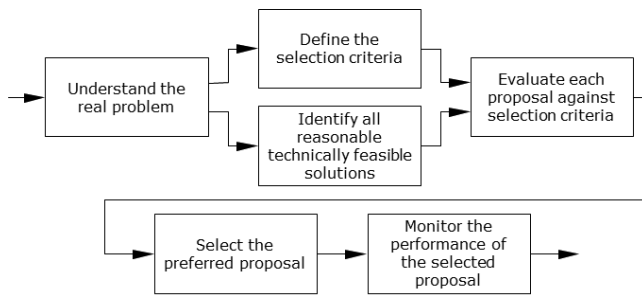 Understand the
real problem
Define the
selection criteria
Identify all
reasonable
technically feasible
solutions
Evaluate each
proposal against
selection criteria
Select the
preferred proposal
Monitor the
performance of
the selected
proposal